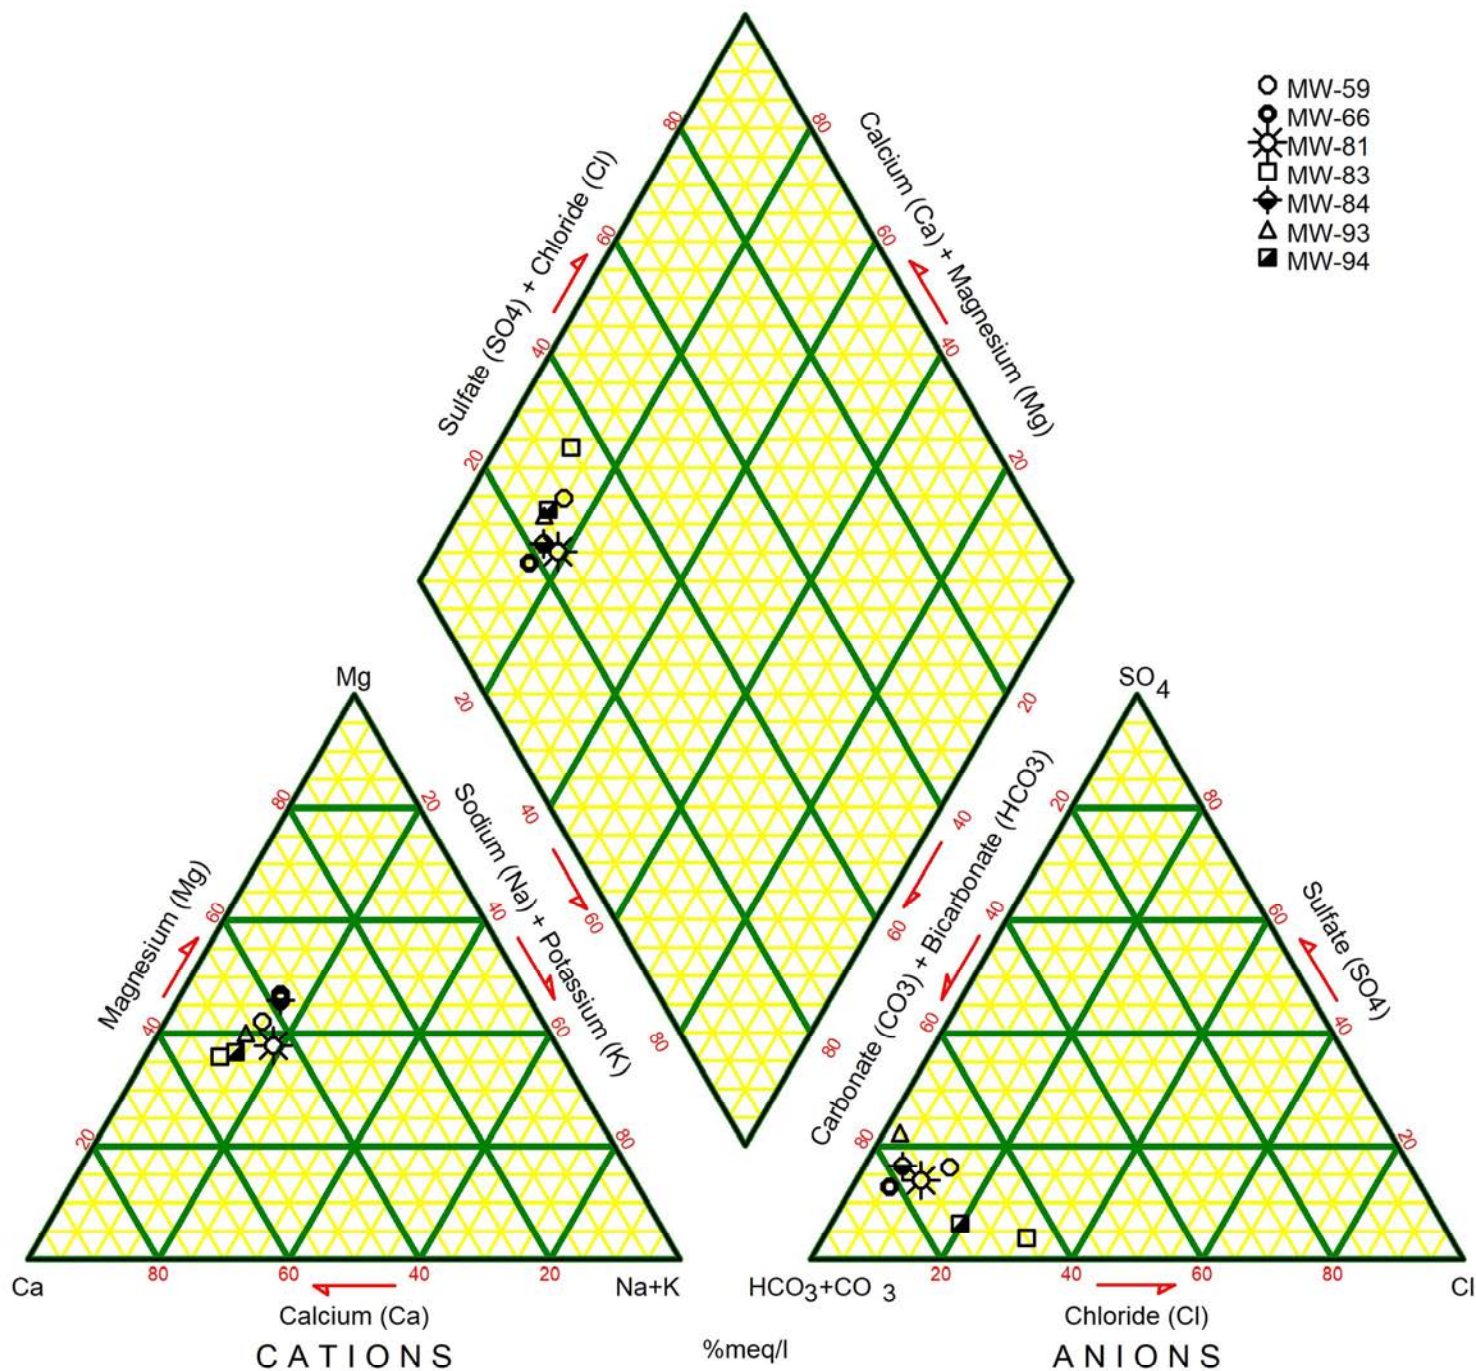 MW-59
MW-66
MW-81
MW-83
MW-84
MW-93
MW-94
80
80
Calcium (Ca) + Magnesium (Mg)
Sulfate (SO4) + Chloride (Cl)
60
60
40
40
20
20
20
20
40
40
60
60
80
80
Mg
SO4
80
20
20
80
Magnesium (Mg)
Sodium (Na) + Potassium (K)
Carbonate (CO3) + Bicarbonate (HCO3)
Sulfate (SO4)
60
40
40
60
40
60
60
40
20
80
80
20
80
60
40
20
20
40
60
80
Ca
Na+K
HCO3+CO3
Cl
Calcium (Ca)
Chloride (Cl)
CATIONS
%meq/l
ANIONS